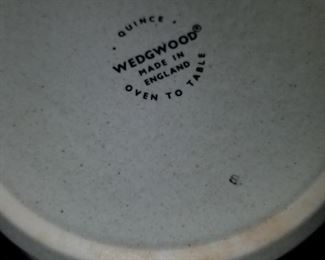 · QUINCE ·
WEDGWOOD®
MADE IN
ENGLAND
OVEN TO TABLE